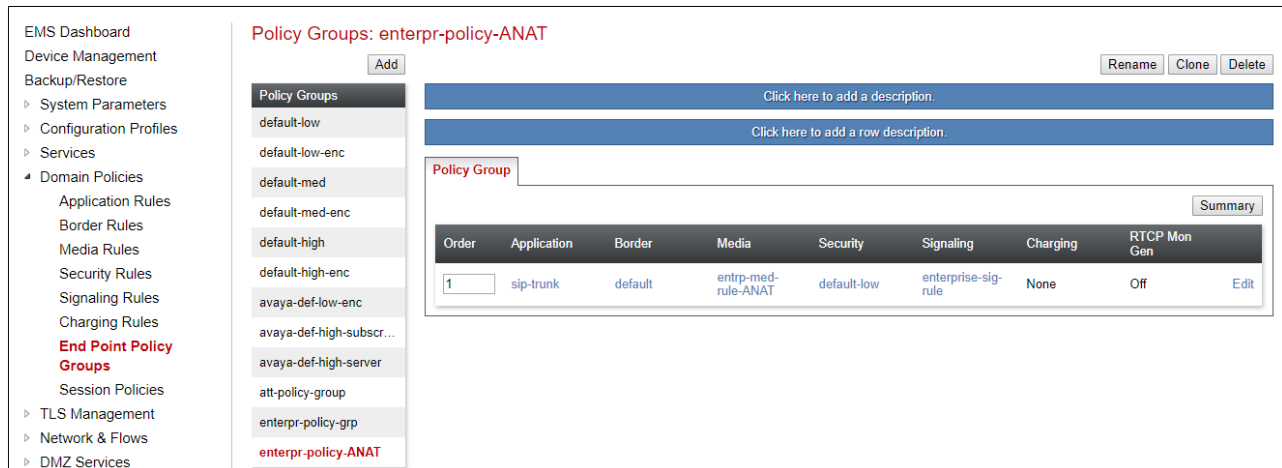 EMS Dashboard
Device Management
Backup/Restore
System Parameters
Configuration Profiles
Services
Domain Policies
Application Rules
Border Rules
Media Rules
Security Rules
Signaling Rules
Charging Rules
End Point Policy
Groups
Session Policies
TLS Management
Network & Flows
DMZ Services
Policy Groups: enterpr-policy-ANAT
Add
Rename Clone Delete
Policy Groups
default-low
default-low-enc
default-med
default-med-enc
default-high
default-high-enc
avaya-def-low-enc
avaya-def-high-subscr...
avaya-def-high-server
att-policy-group
enterpr-policy-grp
enterpr-policy-ANAT
Click here to add a description.
Click here to add a row description.
Policy Group
Summary
Order Application Border Media Security Signaling Charging RTCP Mon
Gen
1 sip-trunk default entrp-med-
rule-ANAT default-low enterprise-sig-
rule None Off Edit